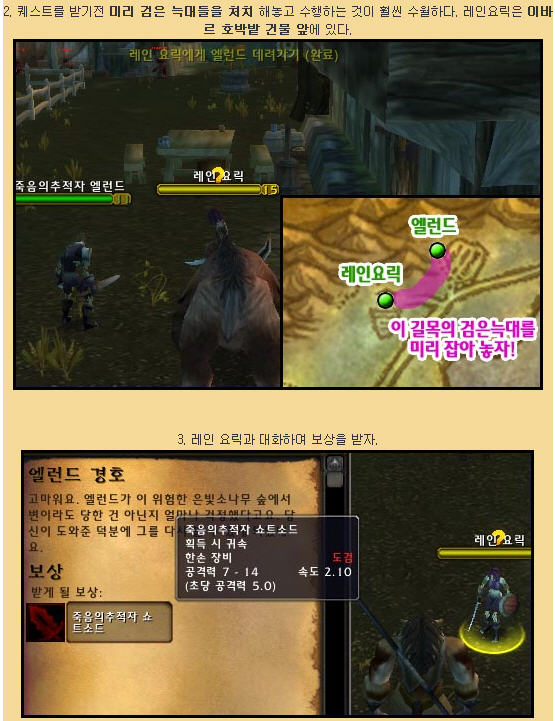 2. 퀘스트를 받기전 미리 검은 늑대들을 처치 해놓고 수행하는 것이 훨씬 수월하다. 레인요릭은 이바
르 호박밭 건물 앞에 있다.
레인 요릭에게 엘런드 데려가기 (완료)
죽음의추적자 엘런드
11
레인 요릭
15
엘런드
레인요릭
이 길목의 검은늑대를
미리 잡아 놓자!
3. 레인 요릭과 대화하여 보상을 받자.
엘런드 경호
고마워요. 엘런드가 이 위험한 은빛소나무 숲에서
변이라도 당한 건 아닌지 얼마나 걱정했다고요. 당
신이 도와준 덕분에 그를 다시
요.
보상
받게 될 보상:
죽음의추적자 쇼
트소드
죽음의추적자 쇼트소드
획득 시 귀속
한손 장비 도검
공격력 7 - 14 속도 2.10
(초당 공격력 5.0)
레인 요릭